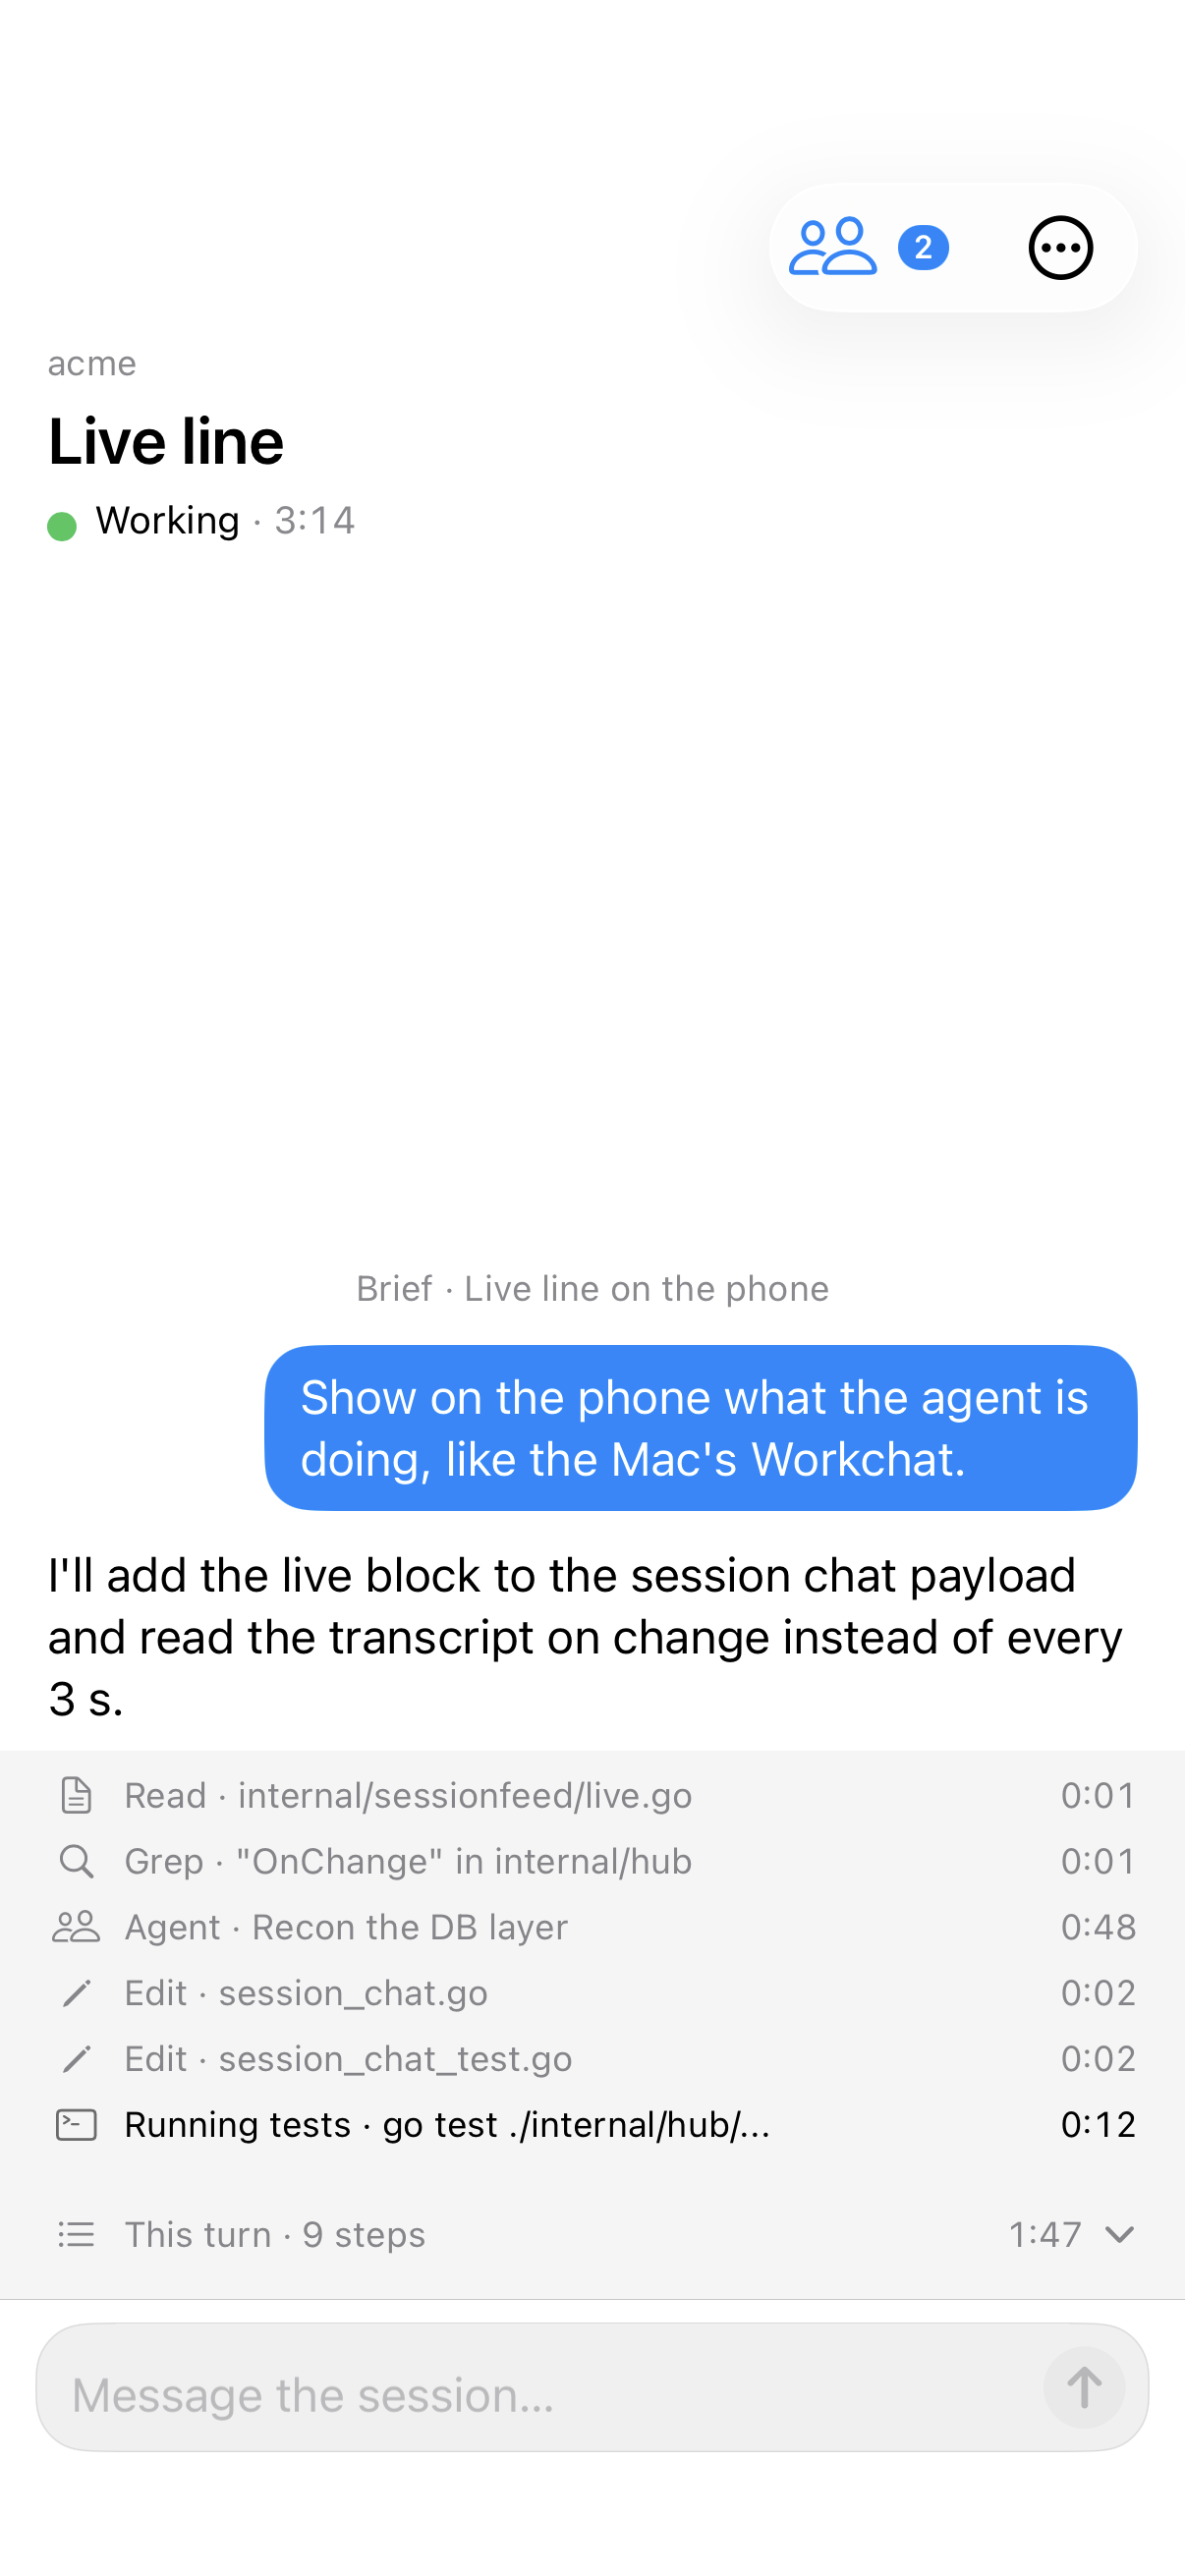 2
acme
Live line
Working · 3:14
Brief · Live line on the phone
Show on the phone what the agent is
doing, like the Mac's Workchat.
I'll add the live block to the session chat payload
and read the transcript on change instead of every
3 s.
Read · internal/sessionfeed/live.go 0:01
Grep · "OnChange" in internal/hub 0:01
Agent · Recon the DB layer 0:48
Edit · session_chat.go 0:02
Edit · session_chat_test.go 0:02
Running tests · go test ./internal/hub/... 0:12
This turn · 9 steps 1:47
Message the session...